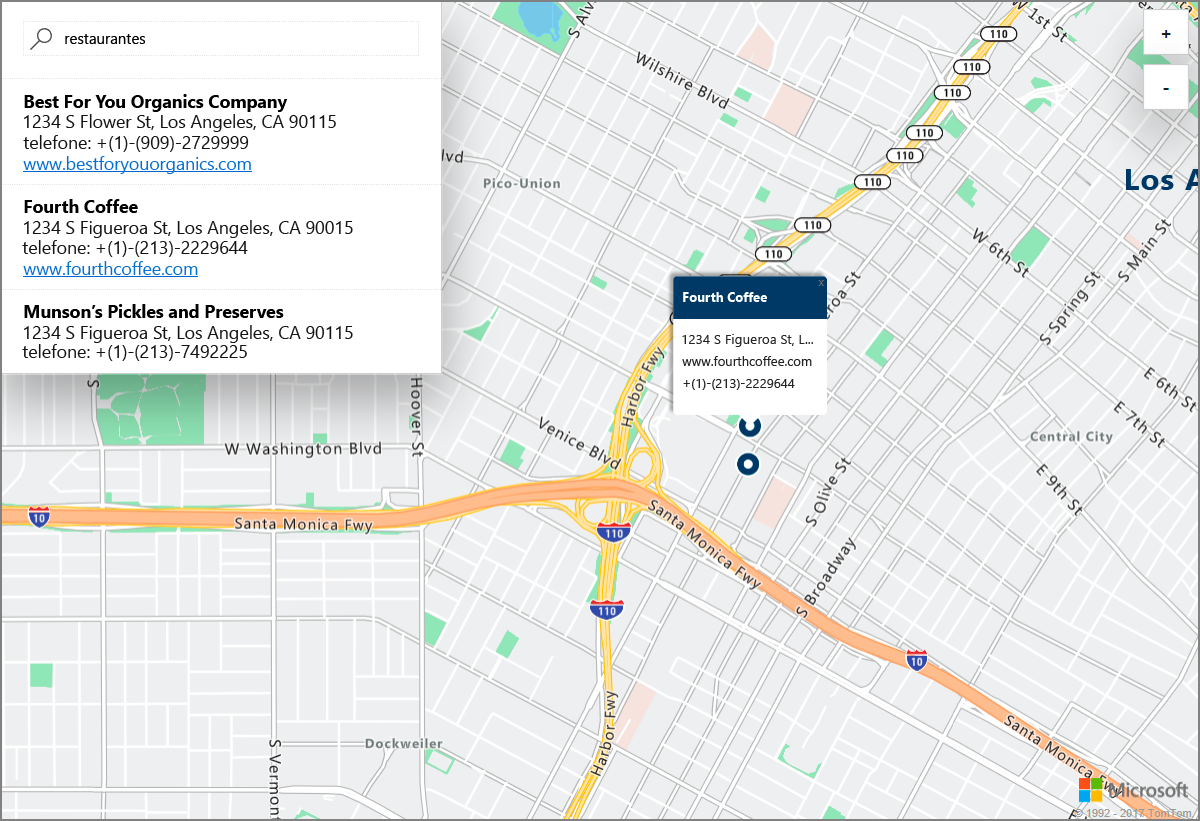 restaurantes
Best For You Organics Company
1234 S Flower St, Los Angeles, CA 90115
telefone: +(1)-(909)-2729999
www.bestforyouorganics.com
Fourth Coffee
1234 S Figueroa St, Los Angeles, CA 90015
telefone: +(1)-(213)-2229644
www.fourthcoffee.com
Munson’s Pickles and Preserves
1234 S Figueroa St, Los Angeles, CA 90115
telefone: +(1)-(213)-7492225
W 1st St
+
-
110
110
110
110
110
110
110
110
Wilshire Blvd
S Alv
lvd
Pico-Union
Los A
W 6th St
S Main St
S Spring St
x
Fourth Coffee
1234 S Figueroa St, L...
www.fourthcoffee.com
+(1)-(213)-2229644
eroa St
Harbor Fwy
Hoover St
S
Venice Blvd
W Washington Blvd
E 6th St
E 7th St
Central City
E 9th St
S Olive St
10
Santa Monica Fwy
110
Santa Monica Fwy
S Broadway
110
10
Harbor Fwy
Dockweiler
S Vermont
Santa Monica Fwy
Microsoft
© 1992 - 2017 TomTom